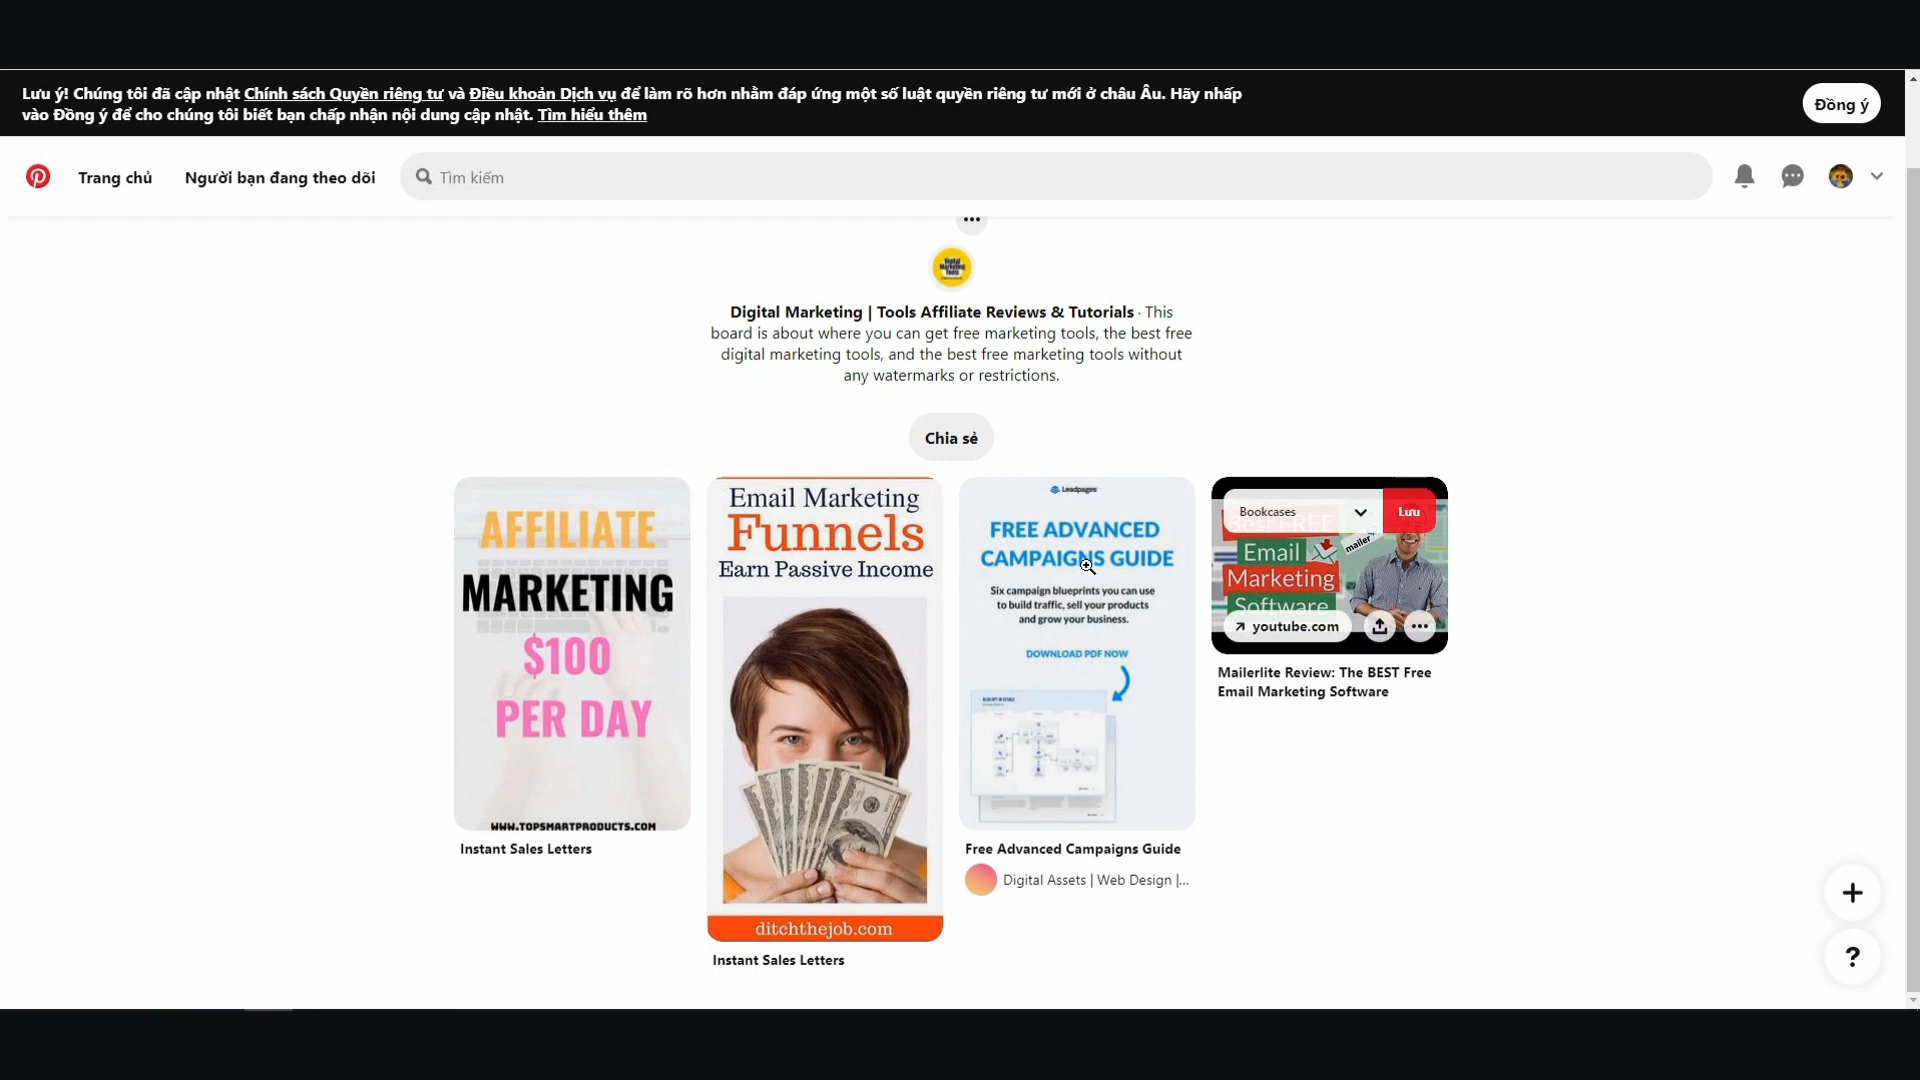 Lưu ý! Chúng tôi đã cập nhật Chính sách Quyền riêng tư và Điều khoản Dịch vụ để làm rõ hơn nhằm đáp ứng một số luật quyền riêng tư mới ở châu Âu. Hãy nhấp
vào Đồng ý để cho chúng tôi biết bạn chấp nhận nội dung cập nhật. Tìm hiểu thêm
Đồng ý
Trang chủ
Người bạn đang theo dõi
Tìm kiếm
Digital Marketing Tools
Digital Marketing | Tools Affiliate Reviews & Tutorials · This
board is about where you can get free marketing tools, the best free
digital marketing tools, and the best free marketing tools without
any watermarks or restrictions.
Chia sẻ
AFFILIATE
MARKETING
$100
PER DAY
WWW.TOPSMARTPRODUCTS.COM
Instant Sales Letters
Email Marketing
Funnels
Earn Passive Income
ditchthejob.com
Instant Sales Letters
Leadpages
FREE ADVANCED
CAMPAIGNS GUIDE
Six campaign blueprints you can use
to build traffic, sell your products
and grow your business.
DOWNLOAD PDF NOW
Free Advanced Campaigns Guide
Digital Assets | Web Design |...
Bookcases
Lưu
Best FREE
Email
mailer
Marketing
Software
youtube.com
Mailerlite Review: The BEST Free
Email Marketing Software
+
?